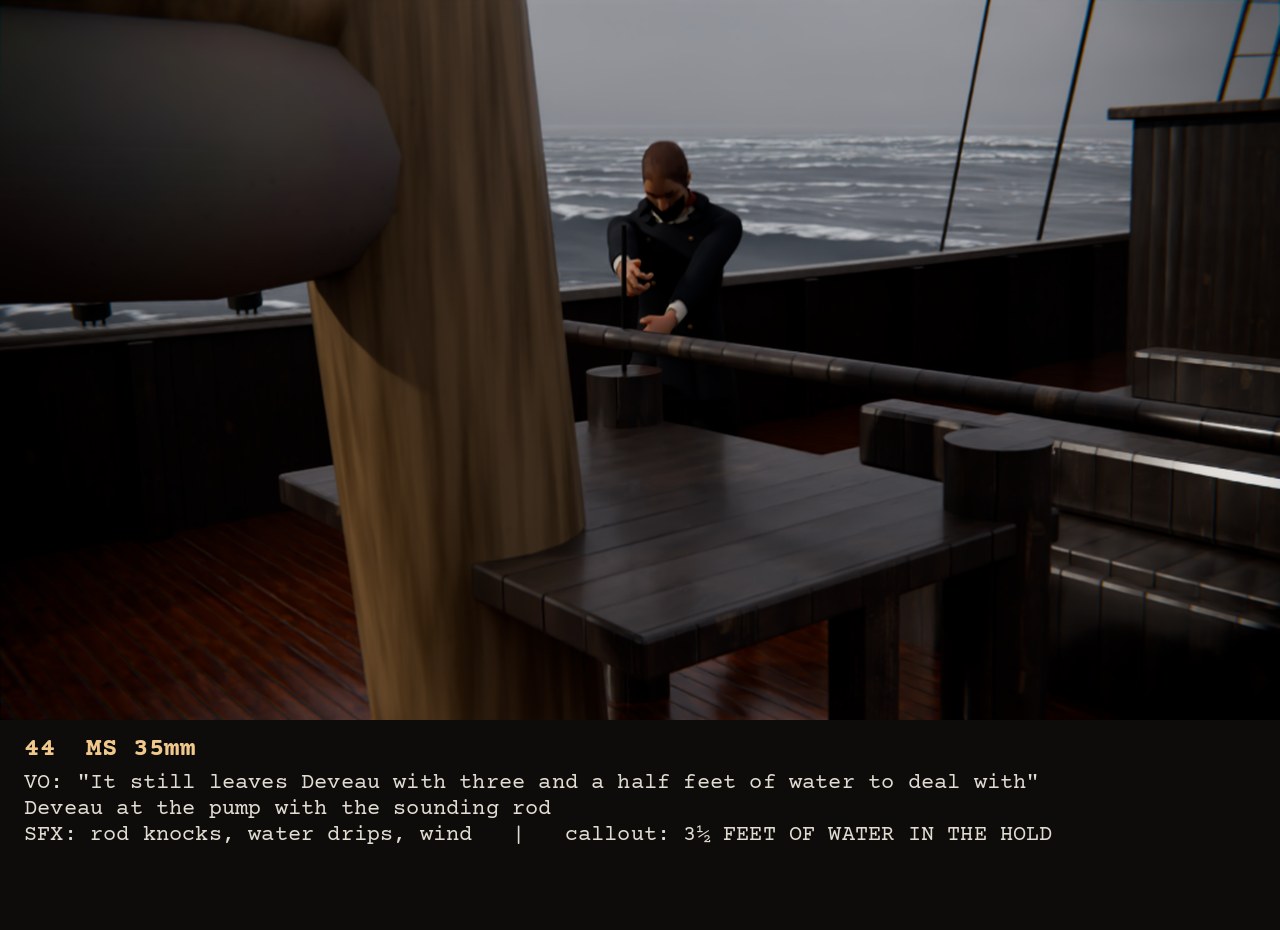 44  MS 35mm
VO: "It still leaves Deveau with three and a half feet of water to deal with"
Deveau at the pump with the sounding rod
SFX: rod knocks, water drips, wind   |   callout: 3½ FEET OF WATER IN THE HOLD